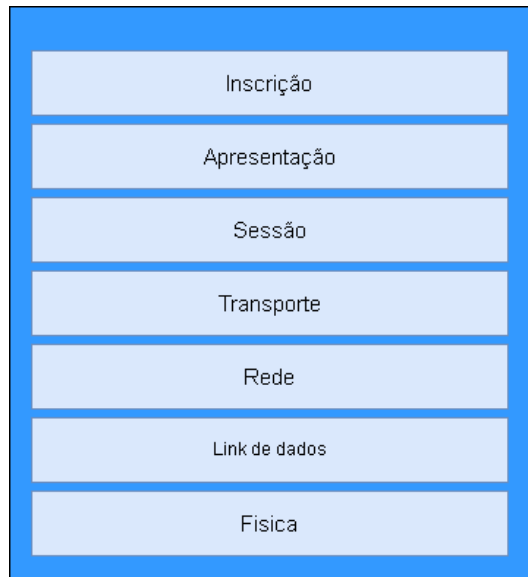 Inscrição
Apresentação
Sessão
Transporte
Rede
Link de dados
Fisica